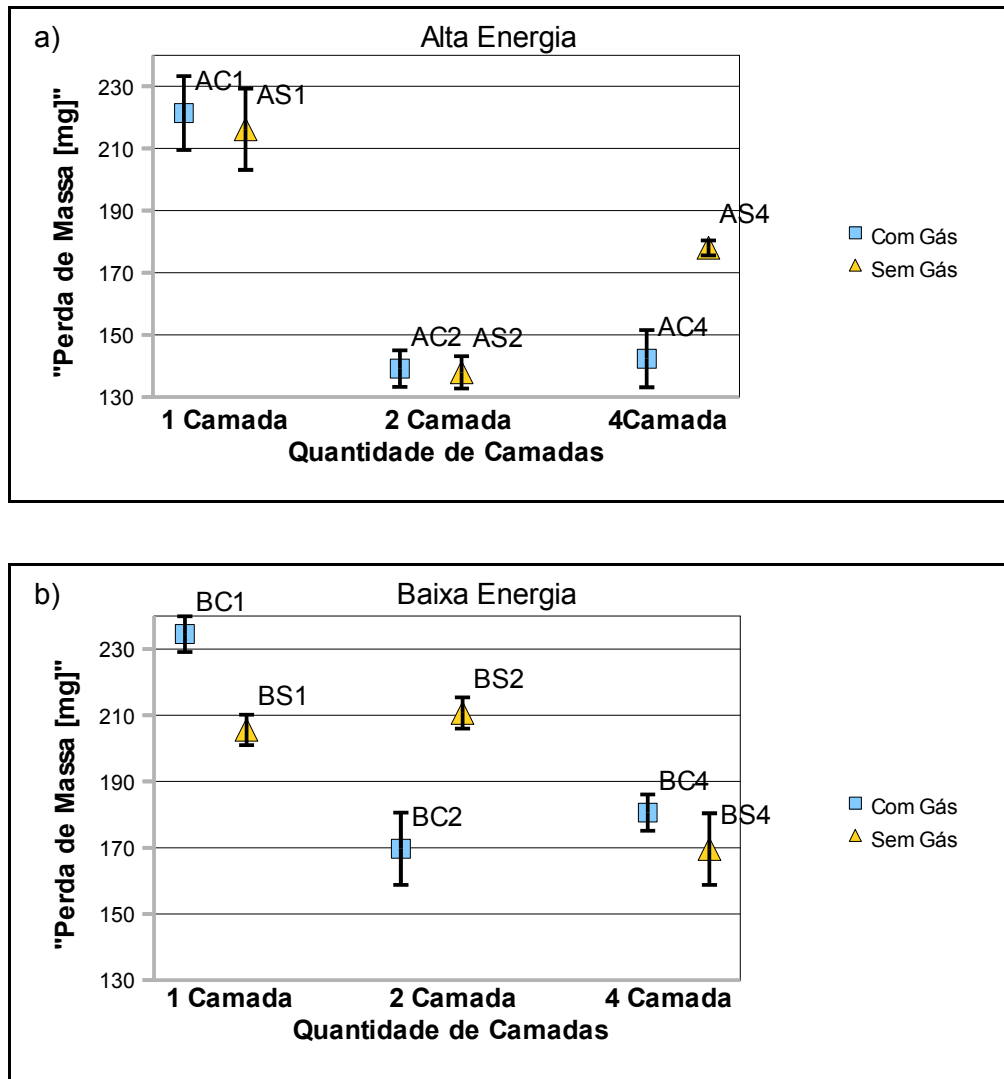 a)
Alta Energia
"Perda de Massa [mg]"
230
210
190
170
150
130
AC1
AS1
AC2
AS2
AC4
AS4
1 Camada
2 Camada
4Camada
Quantidade de Camadas
Com Gás
Sem Gás
b)
Baixa Energia
"Perda de Massa [mg]"
230
210
190
170
150
130
BC1
BS1
BC2
BS2
BC4
BS4
1 Camada
2 Camada
4 Camada
Quantidade de Camadas
Com Gás
Sem Gás